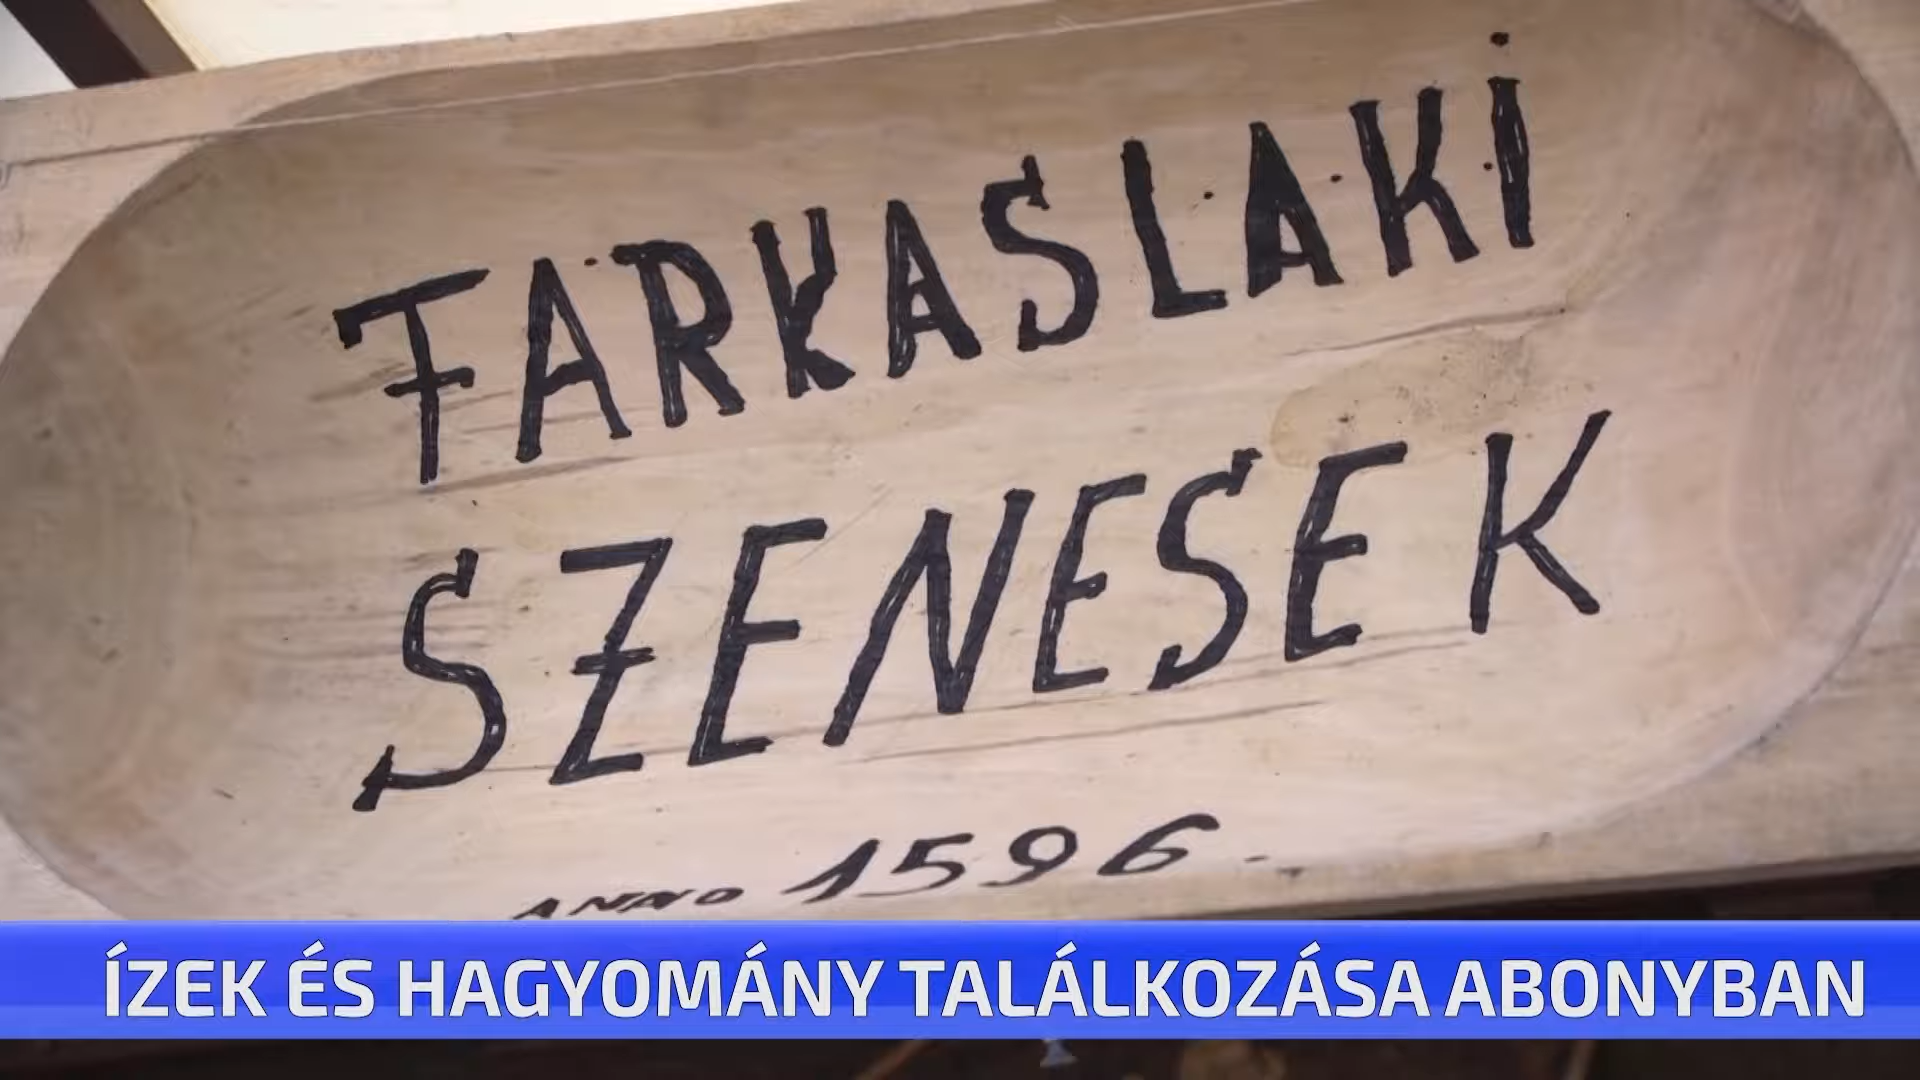 FARKASLAKI
SZENESEK
ANNO 1596
ÍZEK ÉS HAGYOMÁNY TALÁLKOZÁSA ABONYBAN